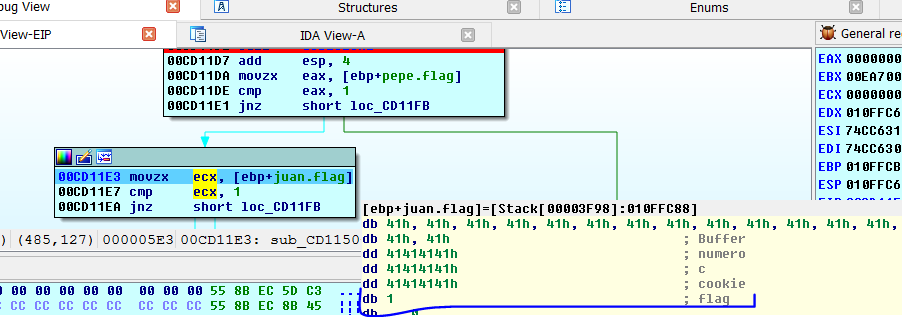 bug View
Structures
Enums
View-EIP
IDA View-A
General re
00CD11D7 add esp, 4
00CD11DA movzx eax, [ebp+pepe.flag]
00CD11DE cmp eax, 1
00CD11E1 jnz short loc_CD11FB
EAX 0000000
EBX 00EA700
ECX 0000000
EDX 010FFC6
ESI 74CC631
EDI 74CC630
EBP 010FFCB
ESP 010FFC6
00CD11E3 movzx ecx, [ebp+juan.flag]
00CD11E7 cmp ecx, 1
00CD11EA jnz short loc_CD11FB
) (485,127) 000005E3 00CD11E3: sub_CD1150
[ebp+juan.flag]=[Stack[00003F98]:010FFC88]
db 41h, 41h, 41h, 41h, 41h, 41h, 41h, 41h, 41h, 41h, 41h, 41h, 41h, 41h,
db 41h, 41h ; Buffer
dd 41414141h ; numero
dd 41414141h ; c
dd 41414141h ; cookie
db 1 ; flag
00 00 00 00 00 00 00 00 55 8B EC 5D C3
CC CC CC CC CC CC CC CC 55 8B EC 8B 45